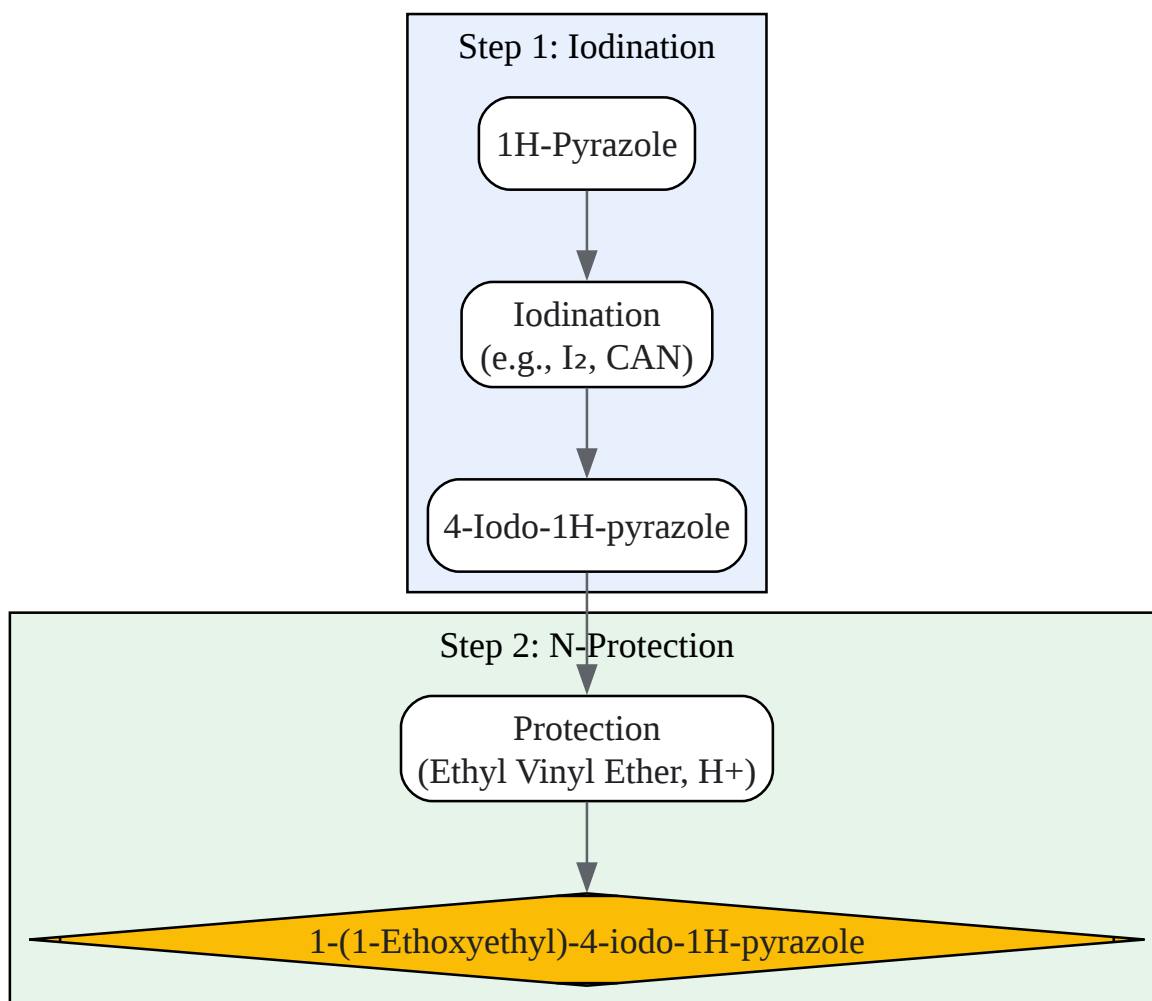 Step 1: Iodination
1H-Pyrazole
Iodination
(e.g., I₂, CAN)
4-Iodo-1H-pyrazole
Step 2: N-Protection
Protection
(Ethyl Vinyl Ether, H+)
1-(1-Ethoxyethyl)-4-iodo-1H-pyrazole